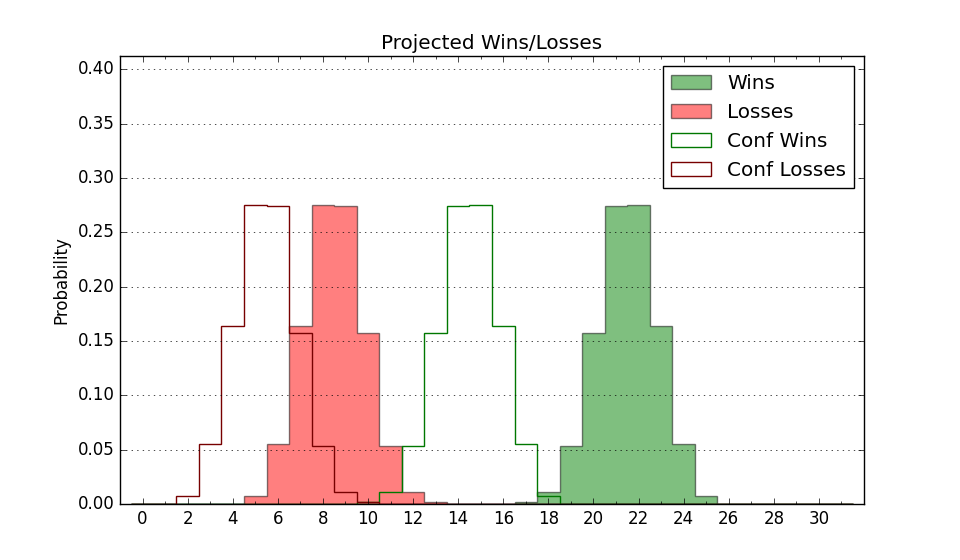 Projected Wins/Losses
0.40
0.35
0.30
0.25
0.20
0.15
0.10
0.05
0.00
Probability
0 2 4 6 8 10 12 14 16 18 20 22 24 26 28 30
Wins
Losses
Conf Wins
Conf Losses